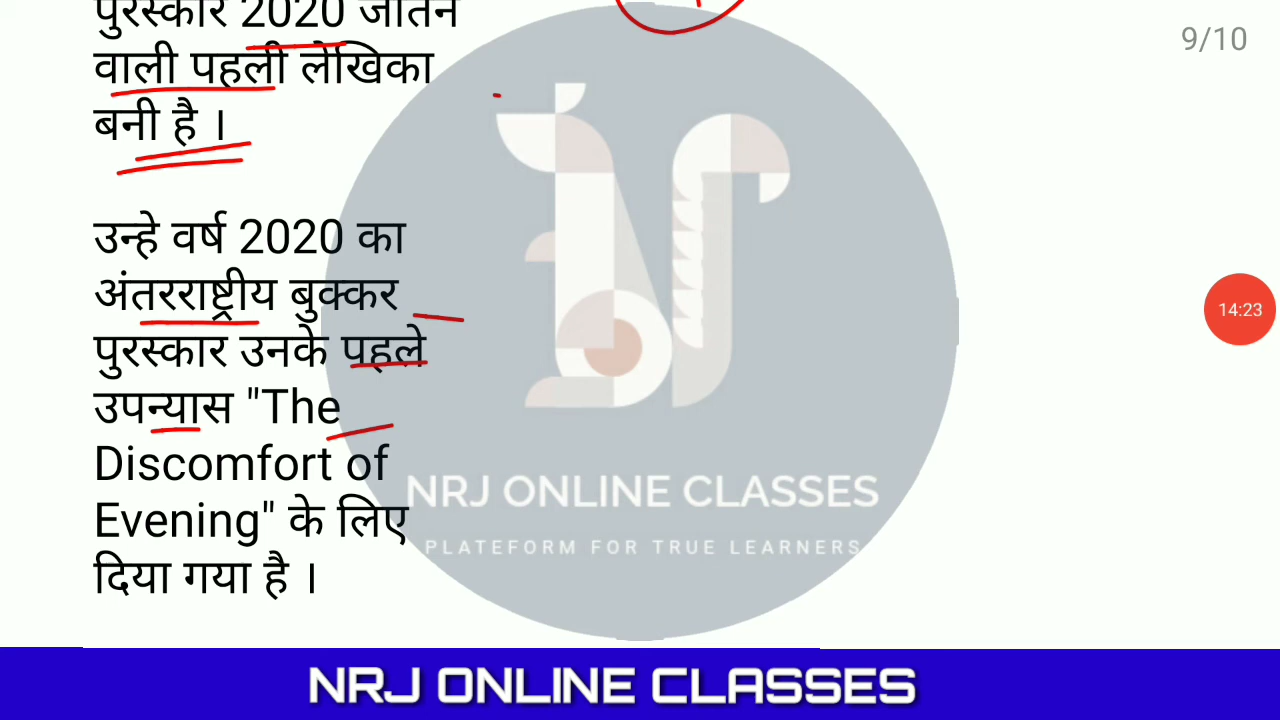 पुरस्कार 2020 जीतने
वाली पहली लेखिका
बनी है ।
उन्हे वर्ष 2020 का
अंतरराष्ट्रीय बुक्कर
पुरस्कार उनके पहले
उपन्यास "The
Discomfort of
Evening" के लिए
दिया गया है ।
9/10
14:23
NRJ ONLINE CLASSES
PLATEFORM FOR TRUE LEARNERS
NRJ ONLINE CLASSES